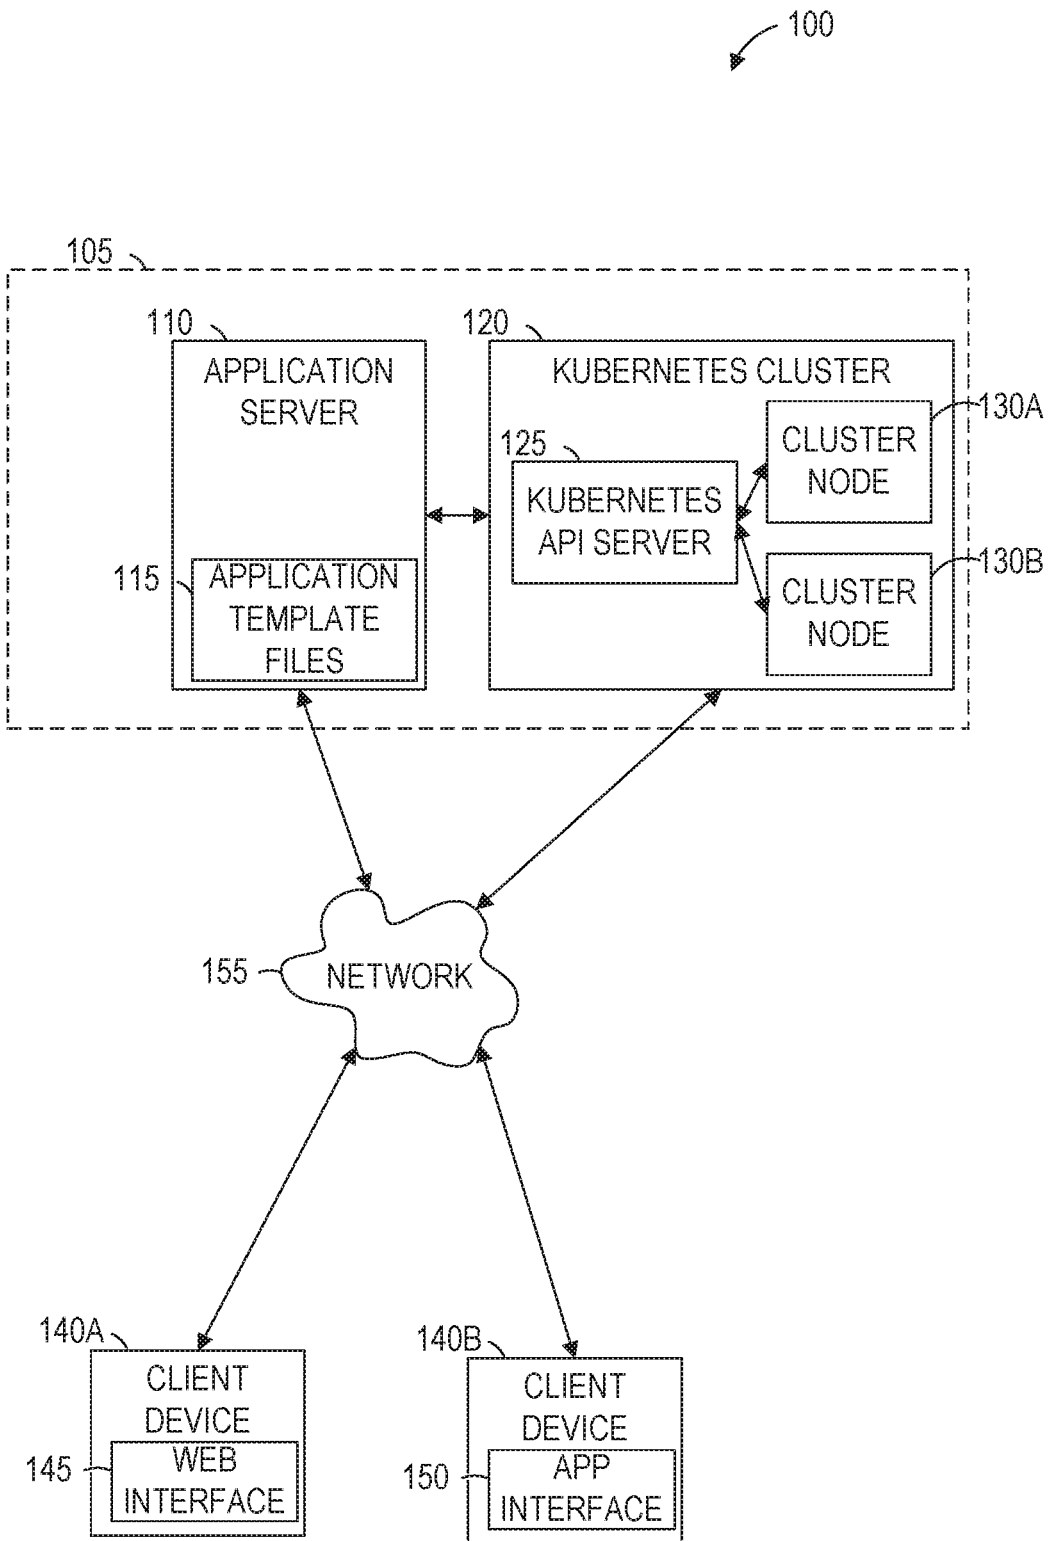 100
105
110
120
APPLICATION
SERVER
KUBERNETES CLUSTER
130A
CLUSTER
NODE
125
KUBERNETES
API SERVER
115
APPLICATION
TEMPLATE
FILES
130B
CLUSTER
NODE
155
NETWORK
140A
CLIENT
DEVICE
145
WEB
INTERFACE
140B
CLIENT
DEVICE
150
APP
INTERFACE